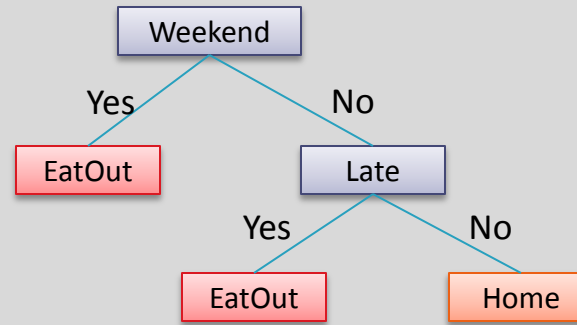 Weekend
Yes
No
EatOut
Late
Yes
No
EatOut
Home